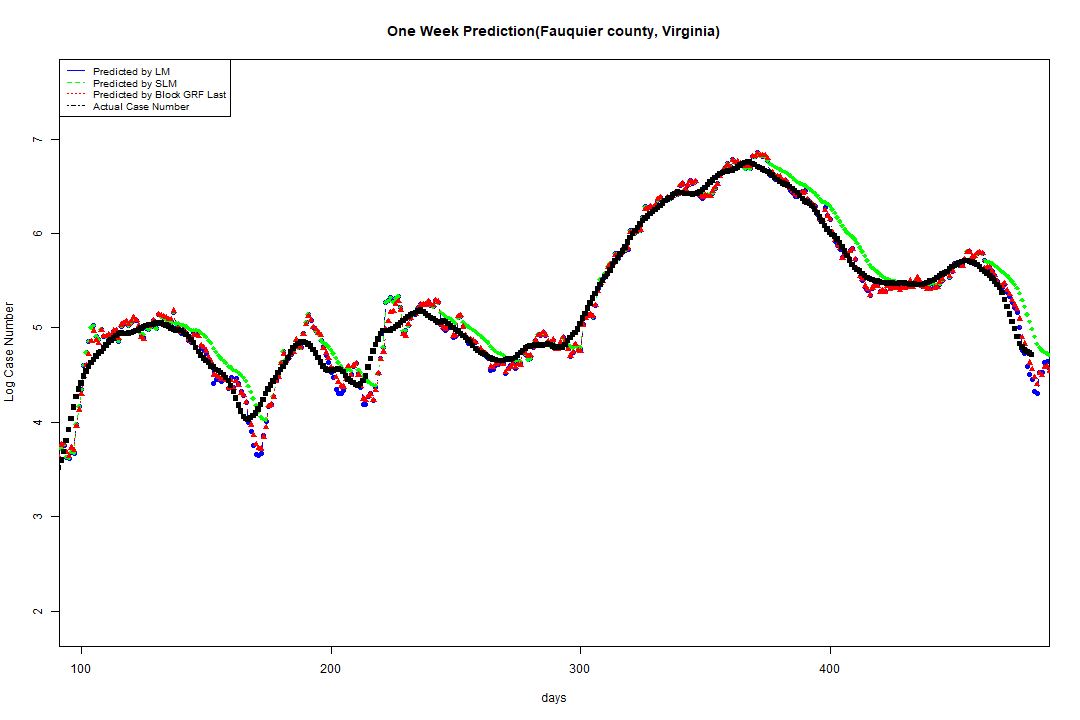 One Week Prediction(Fauquier county, Virginia)
Predicted by LM
Predicted by SLM
Predicted by Block GRF Last
Actual Case Number
7
6
5
4
3
2
Log Case Number
100 200 300 400
days